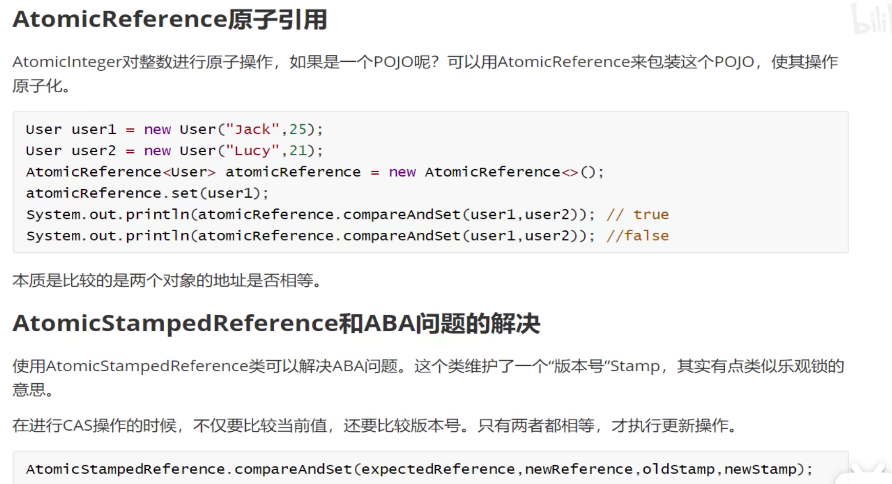 AtomicReference原子引用
AtomicInteger对整数进行原子操作，如果是一个POJO呢？可以用AtomicReference来包装这个POJO，使其操作
原子化。
User user1 = new User("Jack",25);
User user2 = new User("Lucy",21);
AtomicReference<User> atomicReference = new AtomicReference<>();
atomicReference.set(user1);
System.out.println(atomicReference.compareAndSet(user1,user2)); // true
System.out.println(atomicReference.compareAndSet(user1,user2)); //false
本质是比较的是两个对象的地址是否相等。
AtomicStampedReference和ABA问题的解决
使用AtomicStampedReference类可以解决ABA问题。这个类维护了一个“版本号”Stamp，其实有点类似乐观锁的
意思。
在进行CAS操作的时候，不仅要比较当前值，还要比较版本号。只有两者都相等，才执行更新操作。
AtomicStampedReference.compareAndSet(expectedReference,newReference,oldStamp,newStamp);